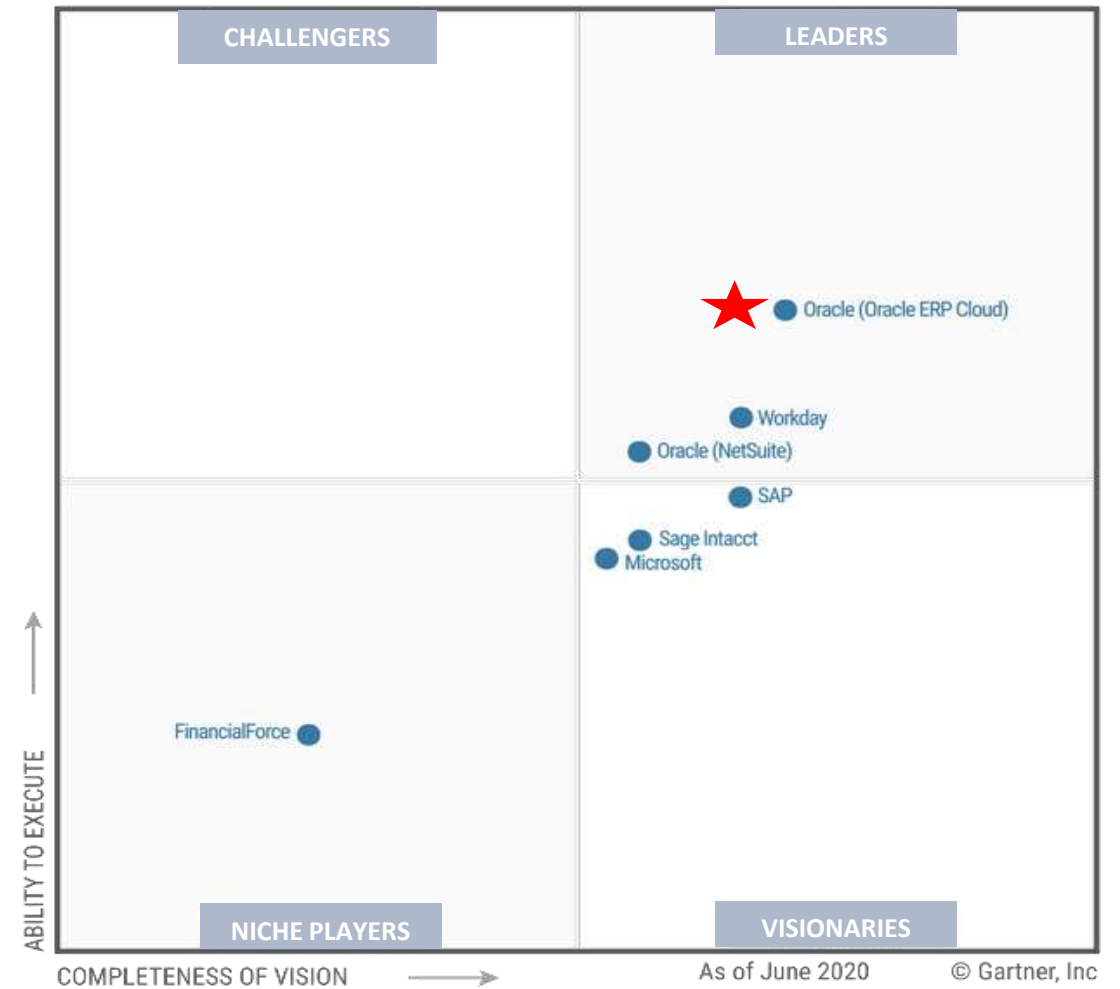 CHALLENGERS
LEADERS
Oracle (Oracle ERP Cloud)
Workday
Oracle (NetSuite)
SAP
Sage Intacct
Microsoft
FinancialForce
ABILITY TO EXECUTE
NICHE PLAYERS
VISIONARIES
COMPLETENESS OF VISION
As of June 2020
© Gartner, Inc